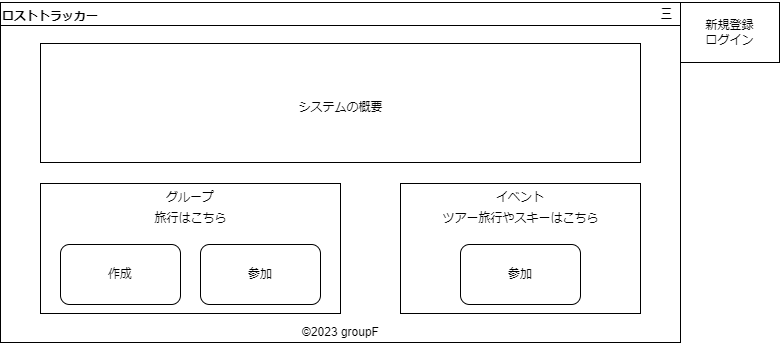 ロストトラッカー
三
新規登録
ログイン
システムの概要
グループ
旅行はこちら
作成
参加
イベント
ツアー旅行やスキーはこちら
参加
©2023 groupF